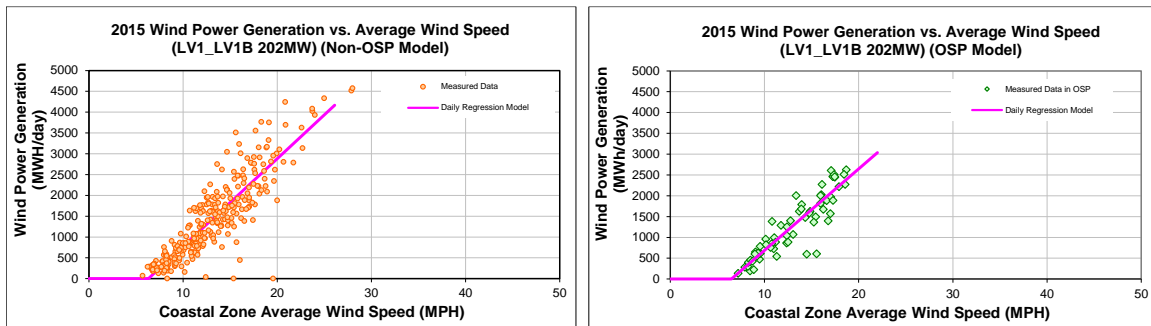 2015 Wind Power Generation vs. Average Wind Speed
(LV1_LV1B 202MW) (Non-OSP Model)
Wind Power Generation
(MWH/day)
5000
4500
4000
3500
3000
2500
2000
1500
1000
500
0
Measured Data
Daily Regression Model
0 10 20 30 40 50
Coastal Zone Average Wind Speed (MPH)
2015 Wind Power Generation vs. Average Wind Speed
(LV1_LV1B 202MW) (OSP Model)
Wind Power Generation
(MWh/day)
5000
4500
4000
3500
3000
2500
2000
1500
1000
500
0
Measured Data in OSP
Daily Regression Model
0 10 20 30 40 50
Coastal Zone Average Wind Speed (MPH)